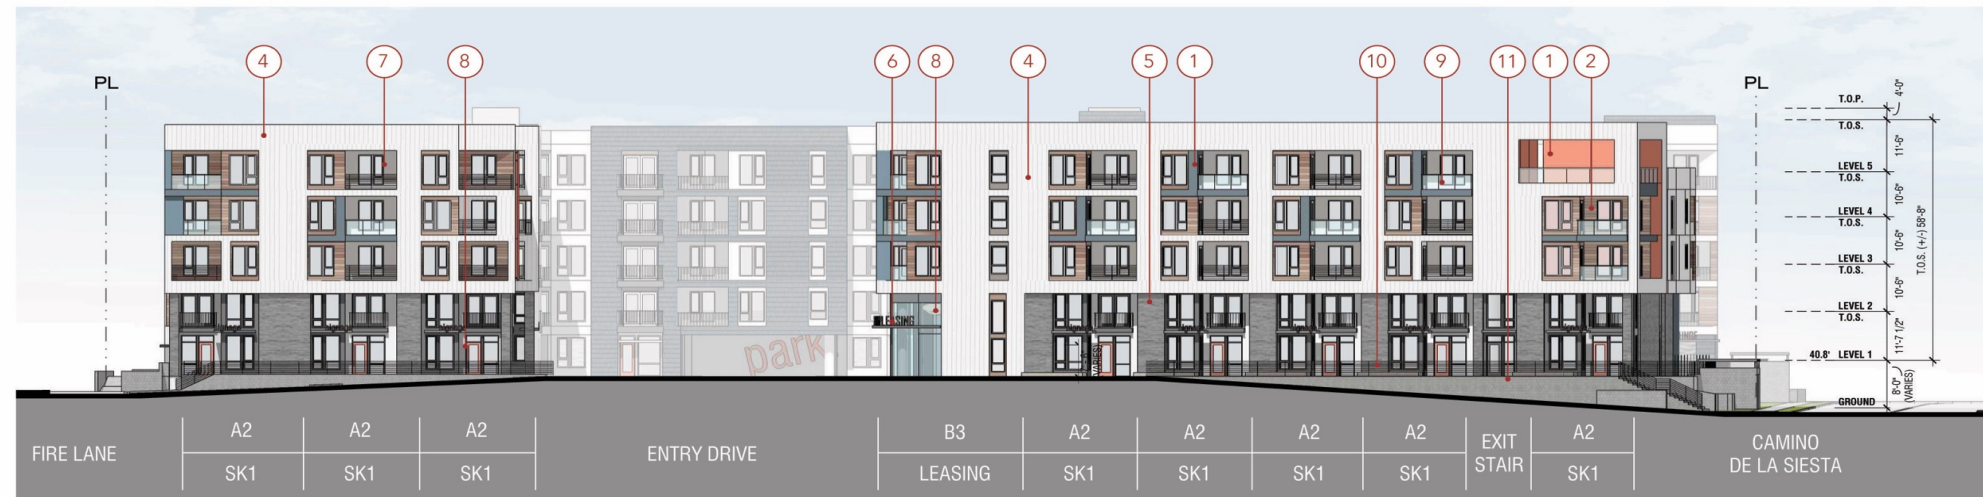 4 7 8 6 8 4 5 1 10 9 11 1 2
PL PL
T.O.P.
4'-0"
T.O.S.
11'-6"
LEVEL 5
T.O.S.
10'-6"
LEVEL 4
T.O.S.
10'-6"
T.O.S. (+/-) 58'-8"
LEVEL 3
T.O.S.
10'-6"
LEVEL 2
T.O.S.
11'-7 1/2"
40.8' LEVEL 1
8'-0"
(VARIES)
GROUND
LEASING
park
(VARIES)
FIRE LANE
A2 A2 A2
SK1 SK1 SK1
ENTRY DRIVE
B3 A2 A2 A2 A2
LEASING SK1 SK1 SK1 SK1
EXIT
STAIR
A2
SK1
CAMINO
DE LA SIESTA